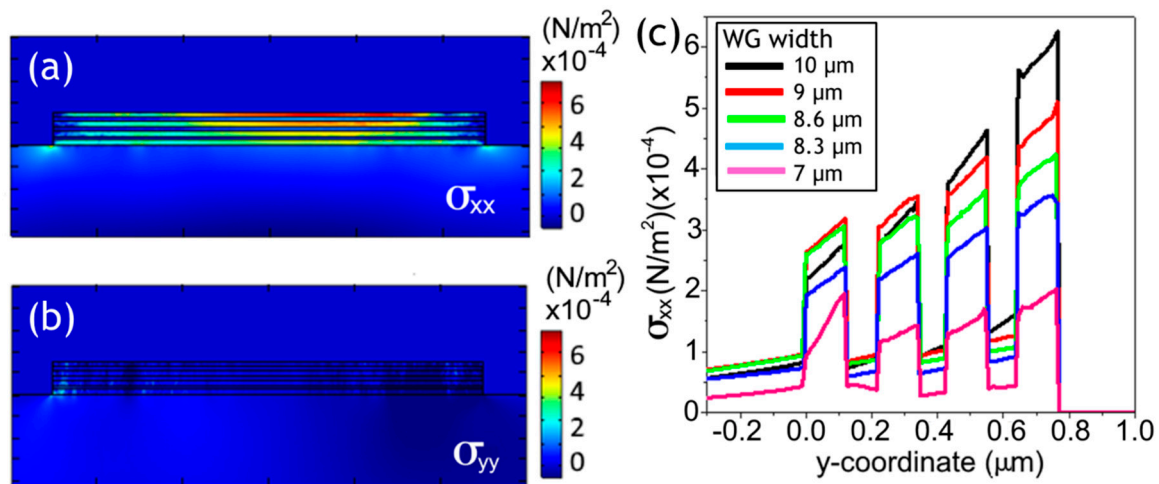 (a)
σxx
(N/m²)
x10⁻⁴
6
4
2
0
(b)
σyy
(N/m²)
x10⁻⁴
6
4
2
0
(c)
WG width
10 μm
9 μm
8.6 μm
8.3 μm
7 μm
σxx(N/m²)(x10⁻⁴)
6
5
4
3
2
1
0
-0.2 0.0 0.2 0.4 0.6 0.8 1.0
y-coordinate (μm)